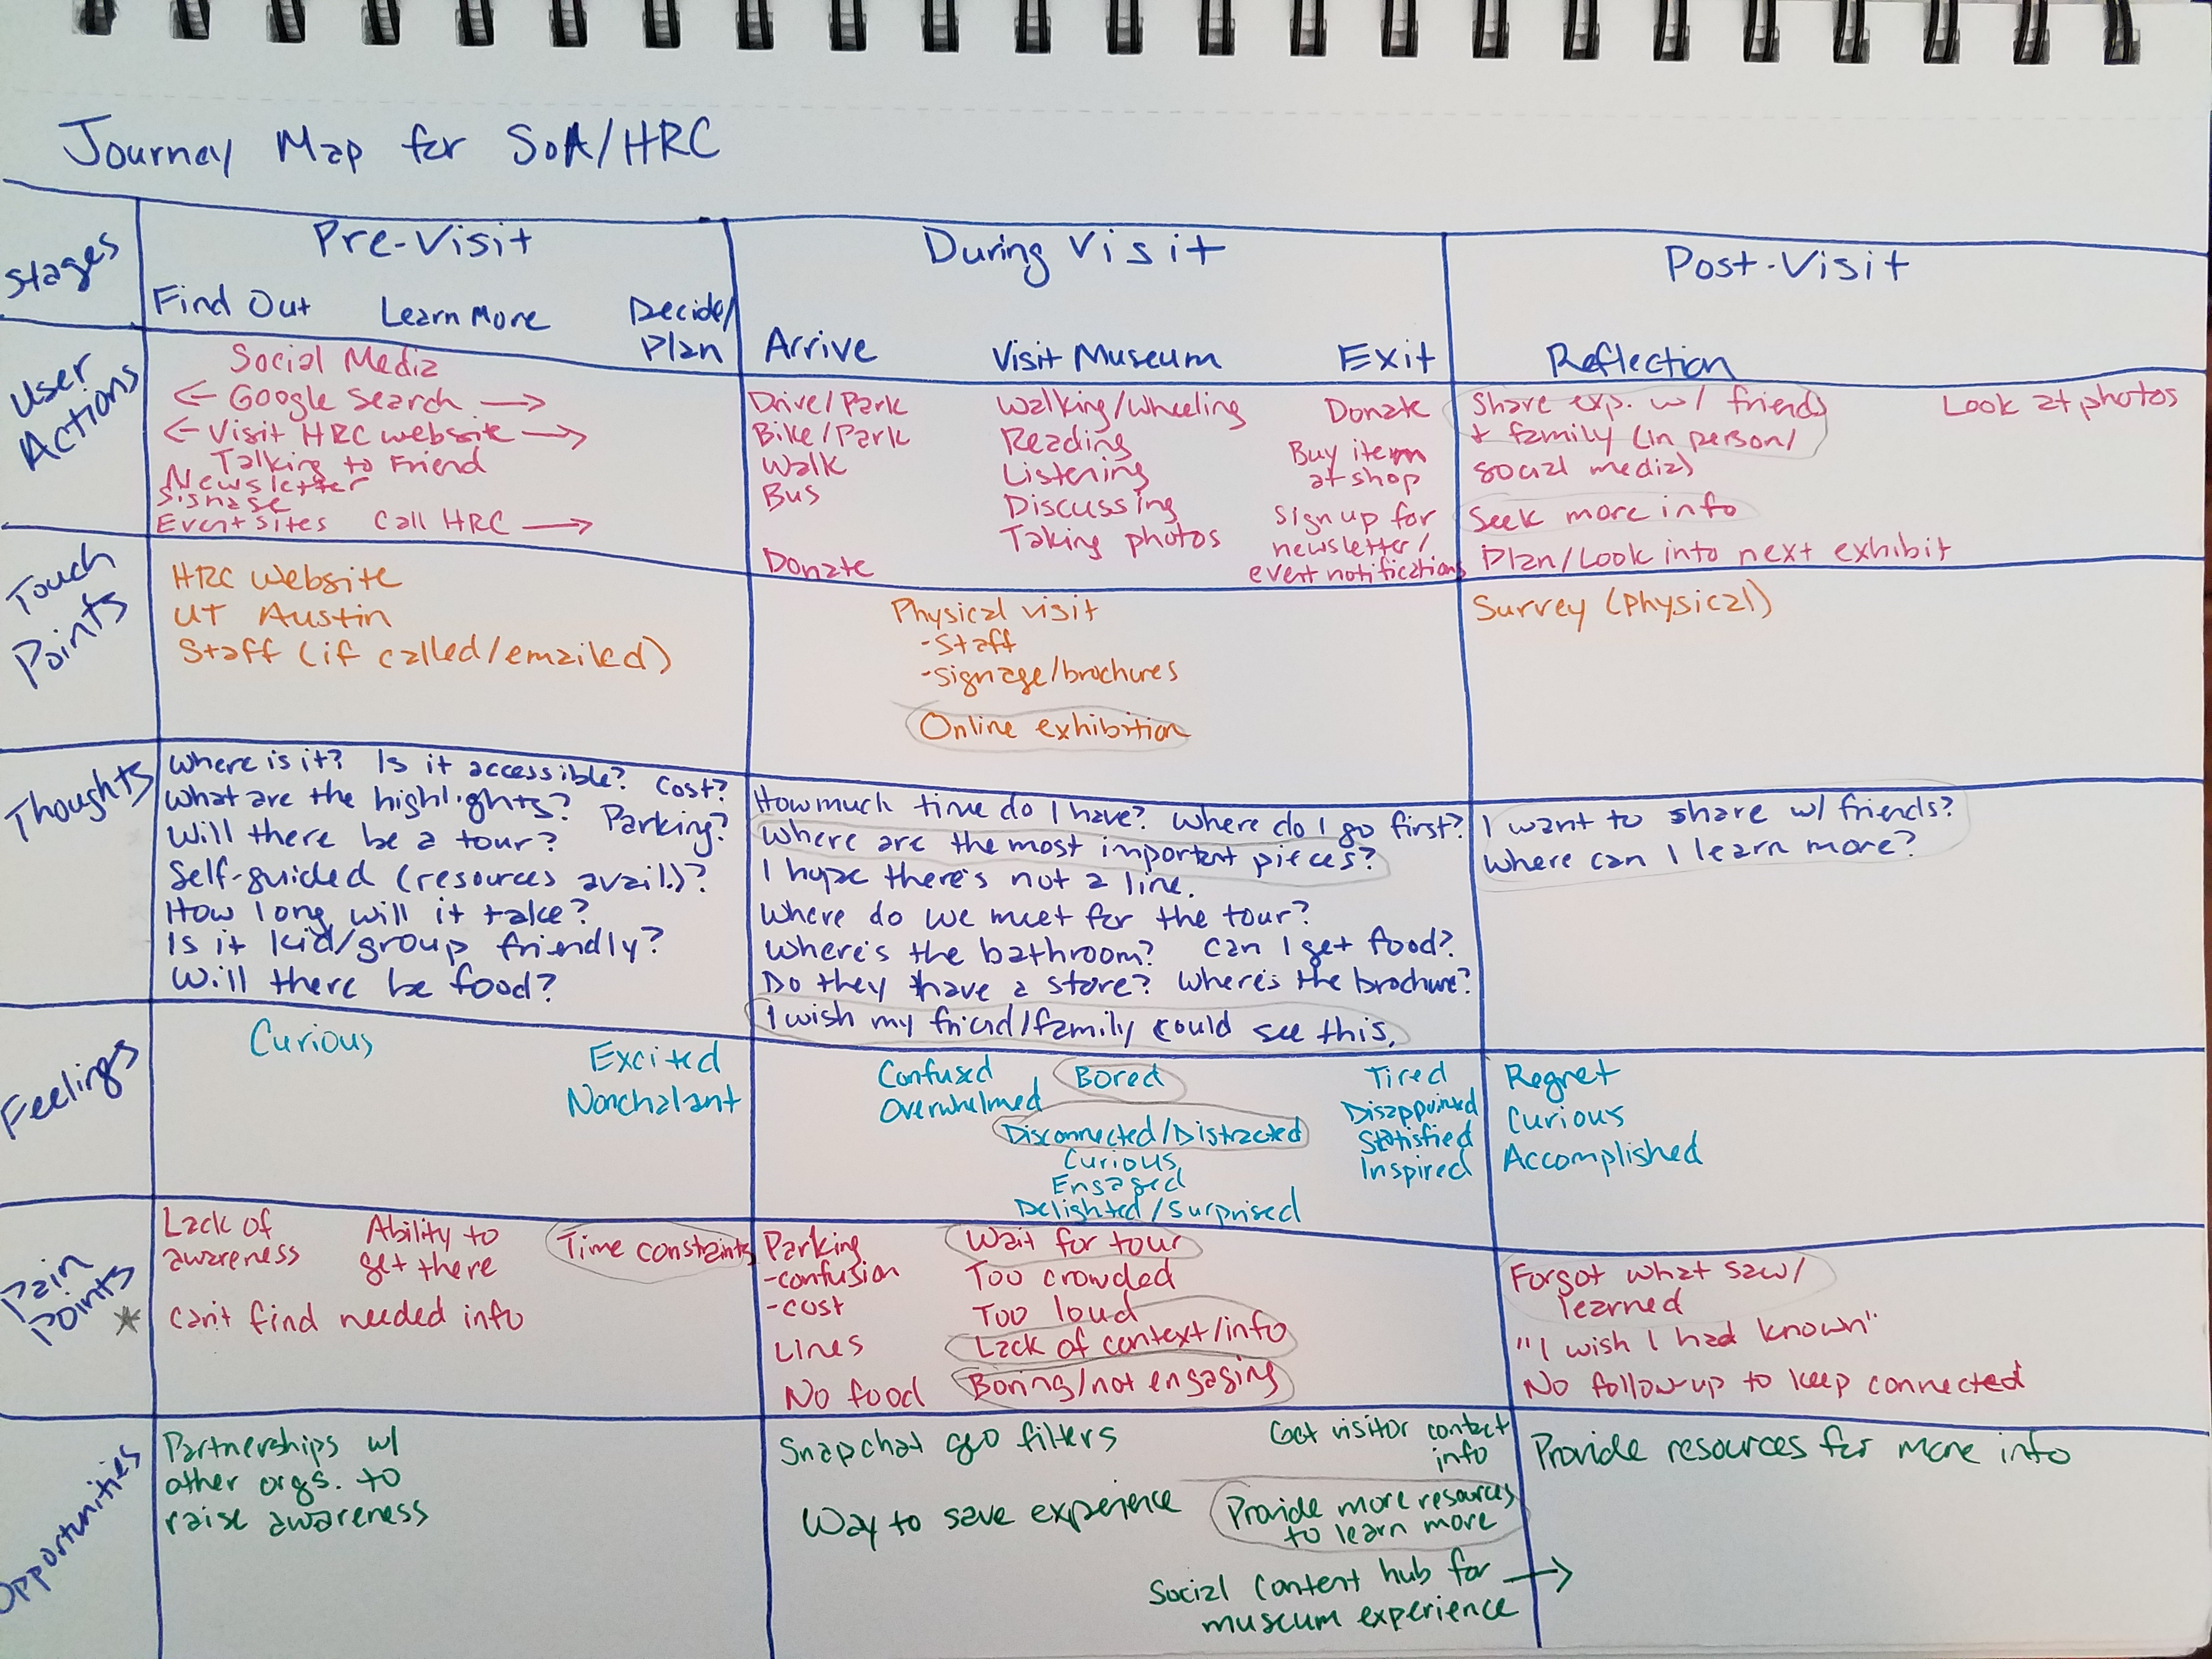 Journal Map for SoA/HRC
Pre-Visit
During Visit
Post-Visit
Stages
Find Out
Learn More
Decide/
Plan
Arrive
Visit Museum
Exit
Reflection
User
Actions
Social Media
<- Google Search ->
<- Visit HRC website ->
Talking to Friend
Newsletter
Signage
Event sites
Call HRC ->
Drive/Park
Bike/Park
Walk
Bus
Donate
Walking/Wheeling
Reading
Listening
Discussing
Taking photos
Donate
Buy item
at shop
Sign up for
newsletter/
event notifications
Share exp. w/ friends
+ family (in person/
social media)
Seek more info
Plan/Look into next exhibit
Look at photos
Touch
Points
HRC Website
UT Austin
Staff (if called/emailed)
Physical visit
-Staff
-Signage/brochures
Online exhibition
Survey (physical)
Thoughts
Where is it? Is it accessible? Cost?
What are the highlights? Parking?
Will there be a tour?
Self-guided (resources avail.)?
How long will it take?
Is it kid/group friendly?
Will there be food?
How much time do I have? Where do I go first?
Where are the most important pieces?
I hope there's not a line.
Where do we meet for the tour?
Where's the bathroom? Can I get food?
Do they have a store? Where's the brochure?
I wish my friend/family could see this.
I want to share w/ friends?
Where can I learn more?
Feelings
Curious
Excited
Nonchalant
Confused
Overwhelmed
Bored
Disconnected/Distracted
Curious
Engaged
Delighted/Surprised
Tired
Disappointed
Satisfied
Inspired
Regret
Curious
Accomplished
Pain
Points *
Lack of
awareness
Ability to
get there
Can't find needed info
Time constraints
Parking
-confusion
-cost
Lines
No food
Wait for tour
Too crowded
Too loud
Lack of context/info
Boring/not engaging
Forgot what saw/
learned
"I wish I had known"
No follow-up to keep connected
Opportunities
Partnerships w/
other orgs. to
raise awareness
Snapchat geo filters
Way to save experience
Get visitor contact
info
Provide more resources
to learn more
Social content hub for ->
museum experience
Provide resources for more info